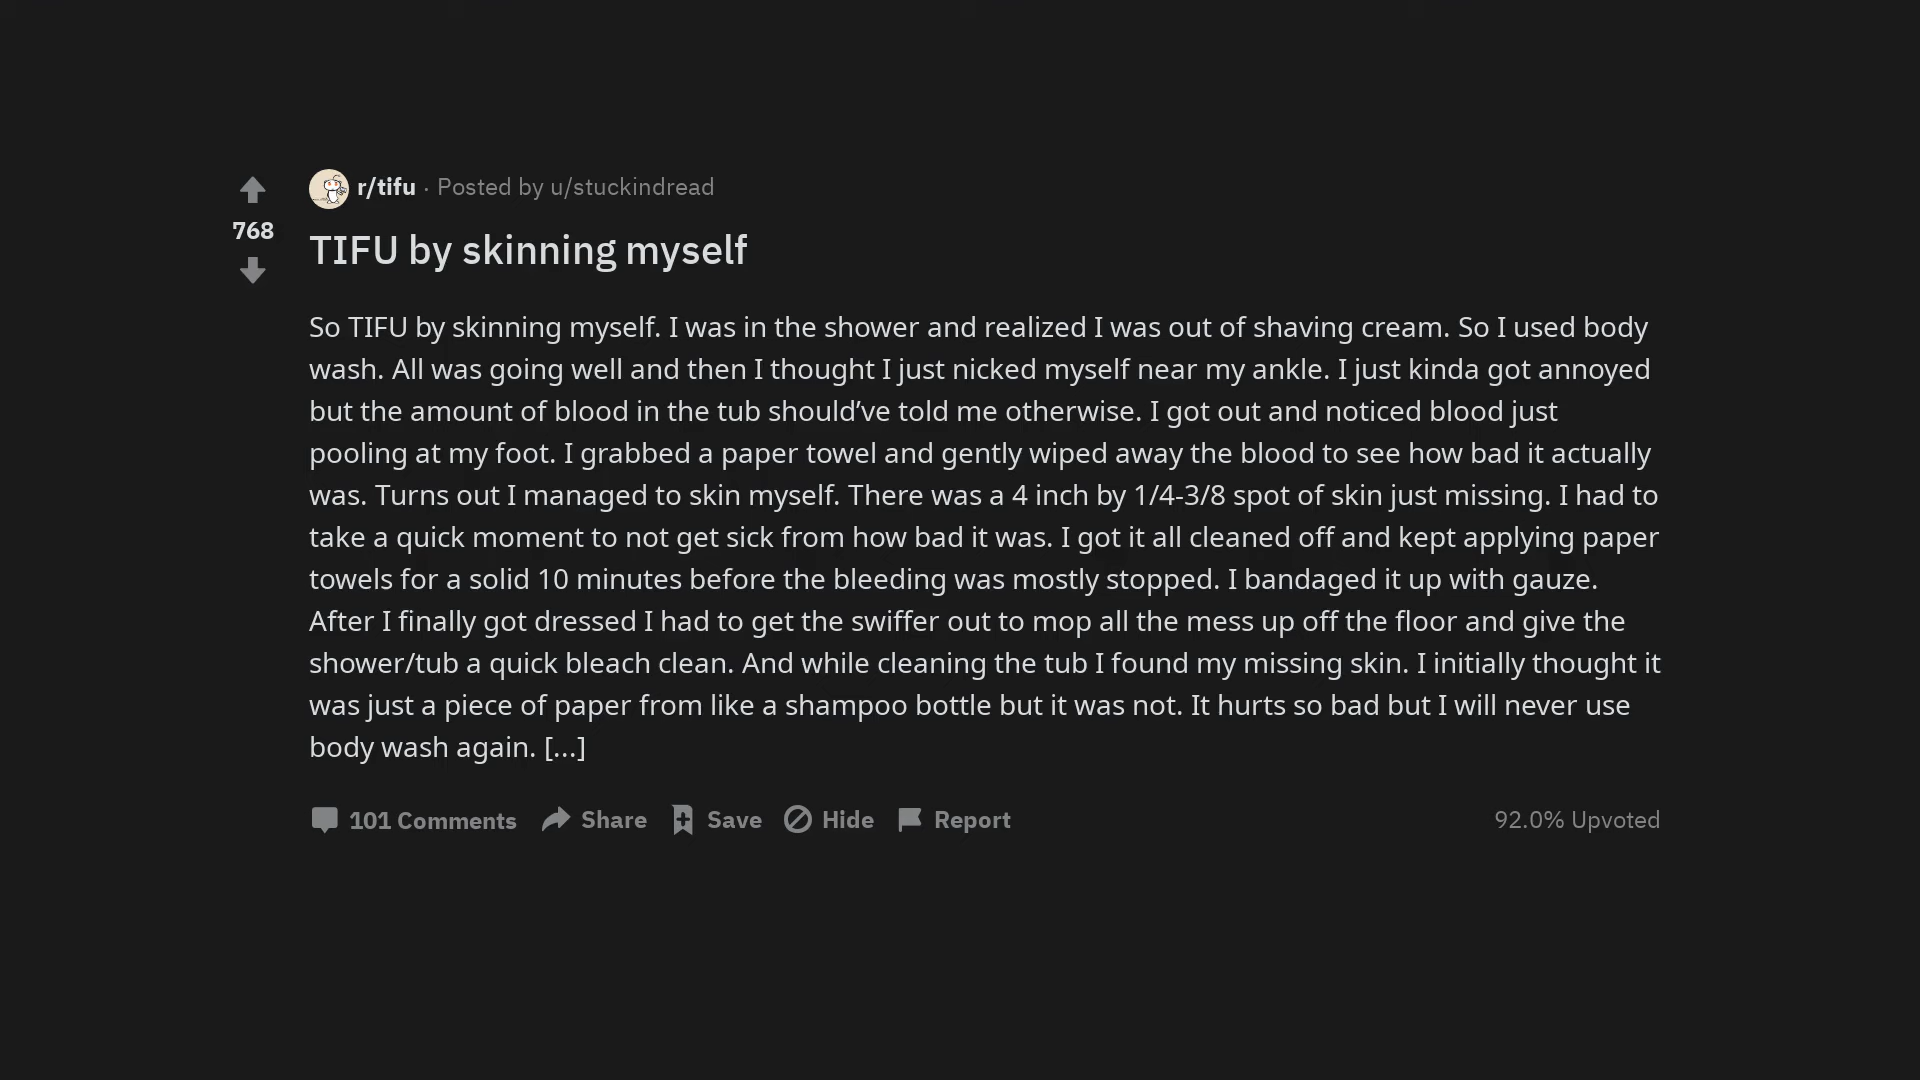 r/tifu · Posted by u/stuckindread
768
TIFU by skinning myself
So TIFU by skinning myself. I was in the shower and realized I was out of shaving cream. So I used body
wash. All was going well and then I thought I just nicked myself near my ankle. I just kinda got annoyed
but the amount of blood in the tub should’ve told me otherwise. I got out and noticed blood just
pooling at my foot. I grabbed a paper towel and gently wiped away the blood to see how bad it actually
was. Turns out I managed to skin myself. There was a 4 inch by 1/4-3/8 spot of skin just missing. I had to
take a quick moment to not get sick from how bad it was. I got it all cleaned off and kept applying paper
towels for a solid 10 minutes before the bleeding was mostly stopped. I bandaged it up with gauze.
After I finally got dressed I had to get the swiffer out to mop all the mess up off the floor and give the
shower/tub a quick bleach clean. And while cleaning the tub I found my missing skin. I initially thought it
was just a piece of paper from like a shampoo bottle but it was not. It hurts so bad but I will never use
body wash again. [...]
101 Comments Share Save Hide Report 92.0% Upvoted